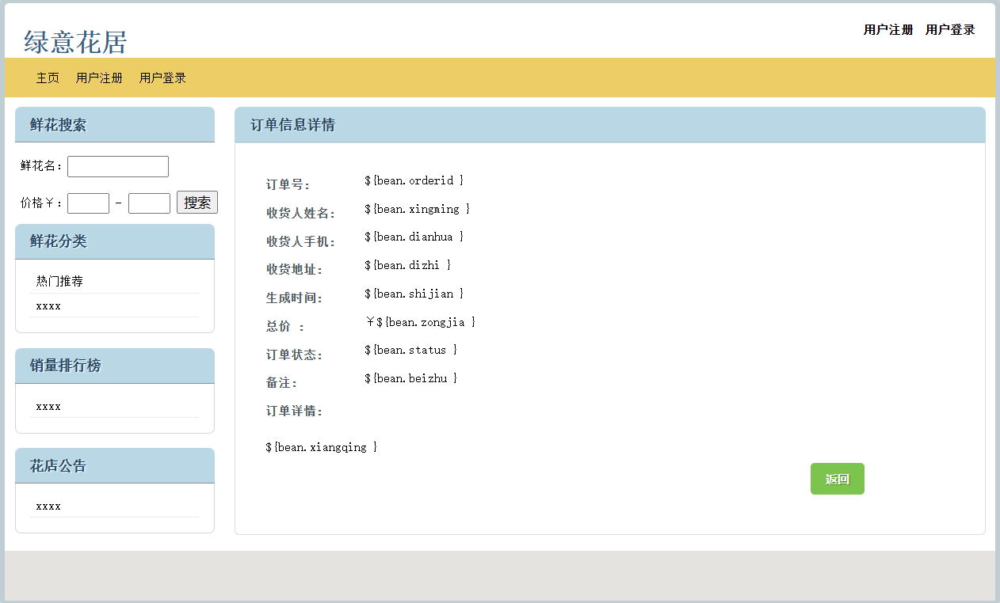 绿意花居
用户注册 用户登录
主页 用户注册 用户登录
鲜花搜索
鲜花名：
价格￥： - 搜索
鲜花分类
热门推荐
xxxx
销量排行榜
xxxx
花店公告
xxxx
订单信息详情
订单号: ${bean.orderid }
收货人姓名: ${bean.xingming }
收货人手机: ${bean.dianhua }
收货地址: ${bean.dizhi }
生成时间: ${bean.shijian }
总价 : ￥${bean.zongjia }
订单状态: ${bean.status }
备注: ${bean.beizhu }
订单详情:
${bean.xiangqing }
返回